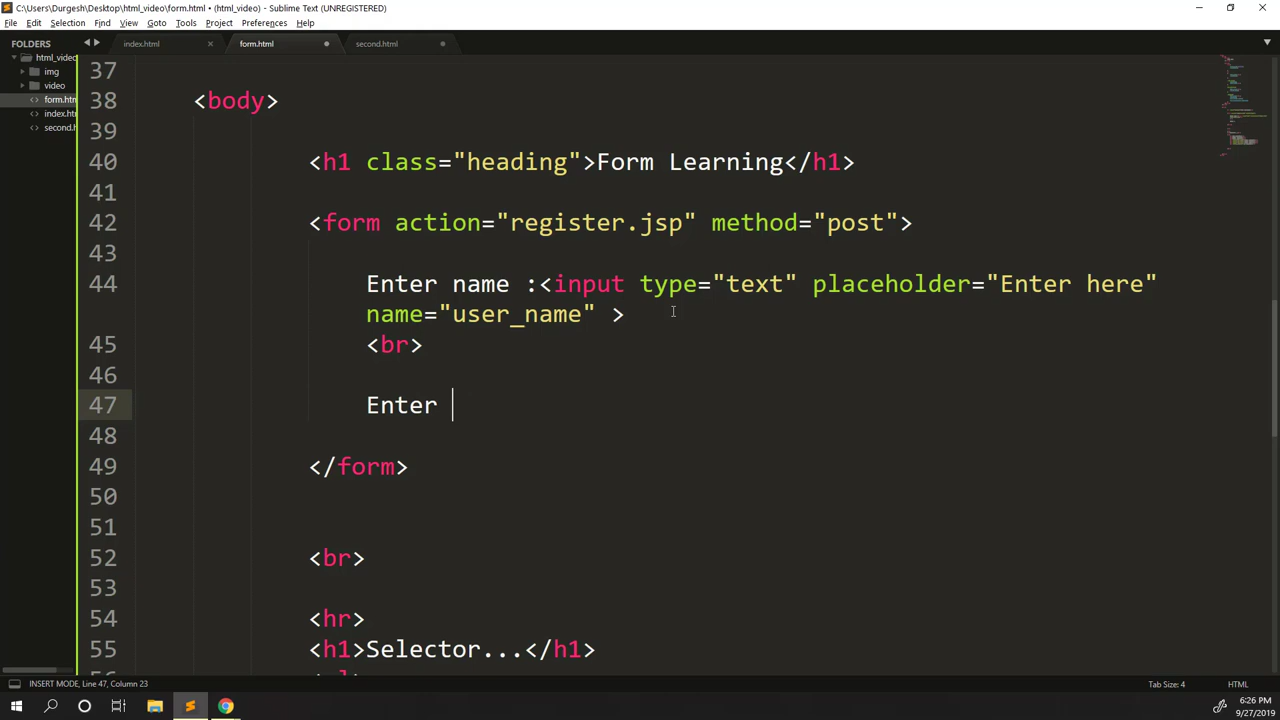 C:\Users\Durgesh\Desktop\html_video\form.html • (html_video) - Sublime Text (UNREGISTERED)
File Edit Selection Find View Goto Tools Project Preferences Help
FOLDERS
index.html
form.html
second.html
html_video
img
video
form.htm
index.ht
second.h
37
38 <body>
39
40 <h1 class="heading">Form Learning</h1>
41
42 <form action="register.jsp" method="post">
43
44 Enter name :<input type="text" placeholder="Enter here"
name="user_name" >
45 <br>
46
47 Enter
48
49 </form>
50
51
52 <br>
53
54 <hr>
55 <h1>Selector...</h1>
INSERT MODE, Line 47, Column 23
Tab Size: 4
HTML
6:26 PM
9/27/2019